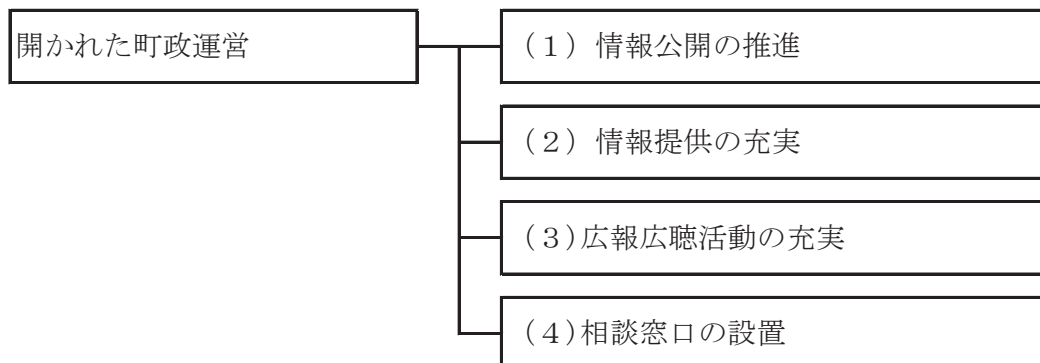 開かれた町政運営
（１）情報公開の推進
（２）情報提供の充実
（３）広報広聴活動の充実
（４）相談窓口の設置